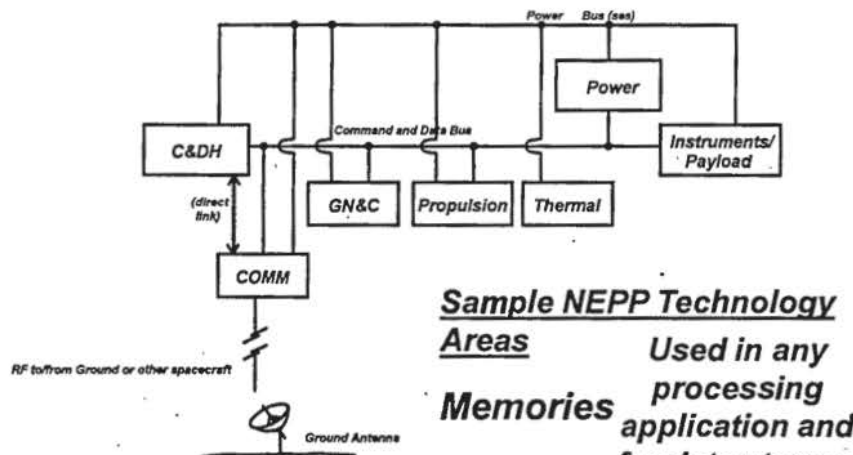 Power Bus (ses)
Power
Command and Data Bus
C&DH
Instruments/
Payload
(direct
link)
GN&C
Propulsion
Thermal
COMM
Sample NEPP Technology
Areas
Used in any
RF to/from Ground or other spacecraft
processing
Memories
application and
Ground Antenna